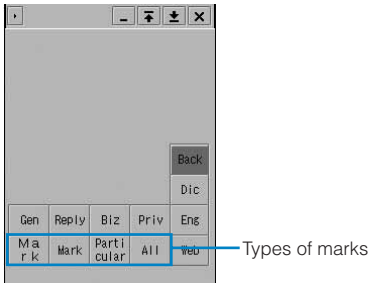 Back
Dic
Gen Reply Biz Priv Eng
Ma
rk Mark Parti
cular All Web
Types of marks